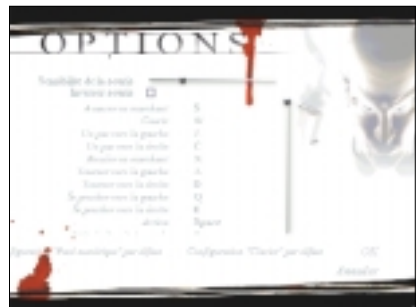 OPTIONS
Sensibilité de la souris
Inverser souris
Avancer en marchant S
Courir W
Un pas vers la gauche Z
Un pas vers la droite C
Reculer en marchant X
Tourner vers la gauche A
Tourner vers la droite D
Se pencher vers la gauche Q
Se pencher vers la droite E
Action Space
"Pavé numérique" par défaut Configuration "Clavier" par défaut OK
Annuler